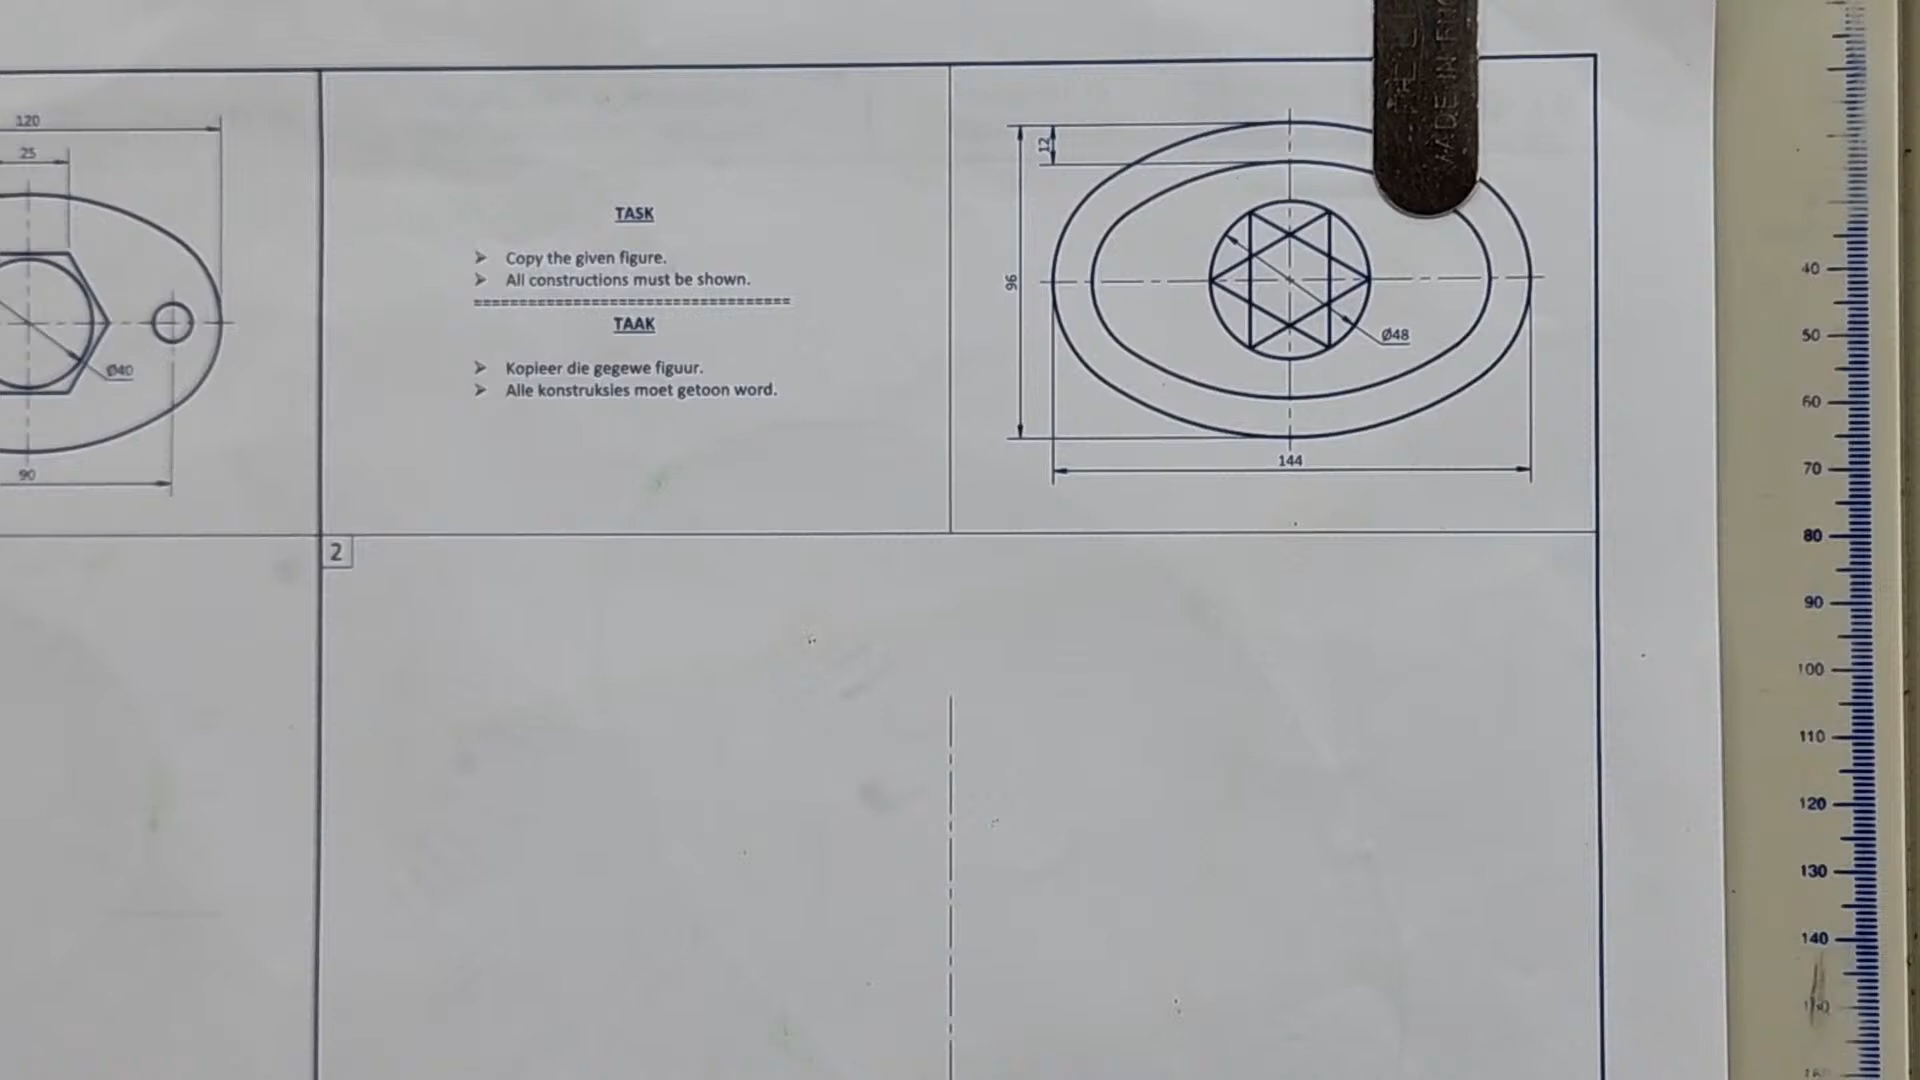 120
25
Ø40
90
TASK
➤ Copy the given figure.
➤ All constructions must be shown.
===================================
TAAK
➤ Kopieer die gegewe figuur.
➤ Alle konstruksies moet getoon word.
12
96
Ø48
144
2
MADE IN
40
50
60
70
80
90
100
110
120
130
140